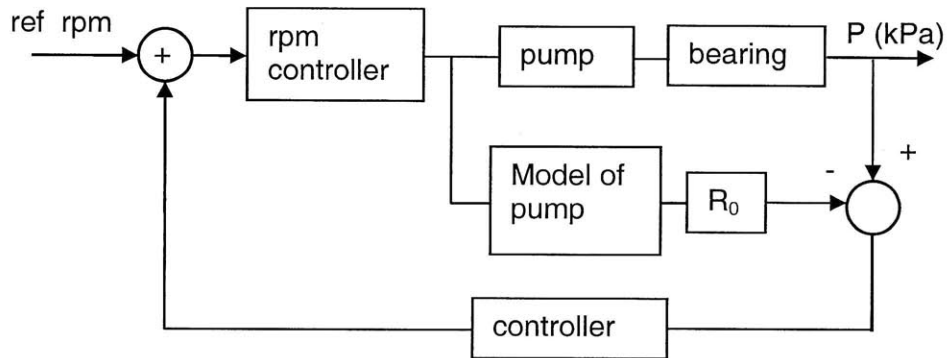 ref rpm
+
rpm
controller
pump
bearing
P (kPa)
Model of
pump
R₀
-
+
controller